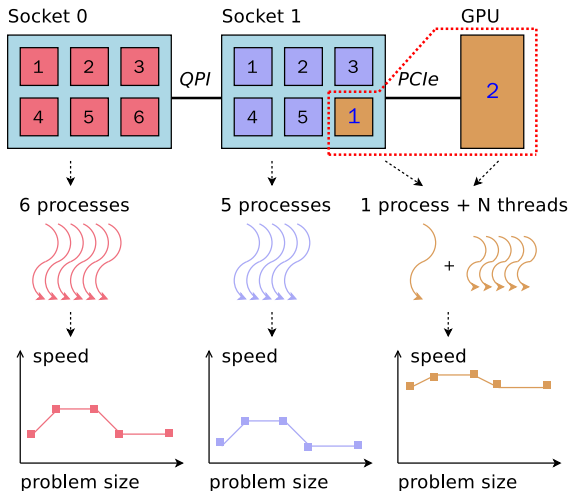 Socket 0
Socket 1
GPU
1 2 3
4 5 6
QPI
1 2 3
4 5 1
PCIe
2
6 processes
5 processes
1 process + N threads
+
speed
speed
speed
problem size
problem size
problem size